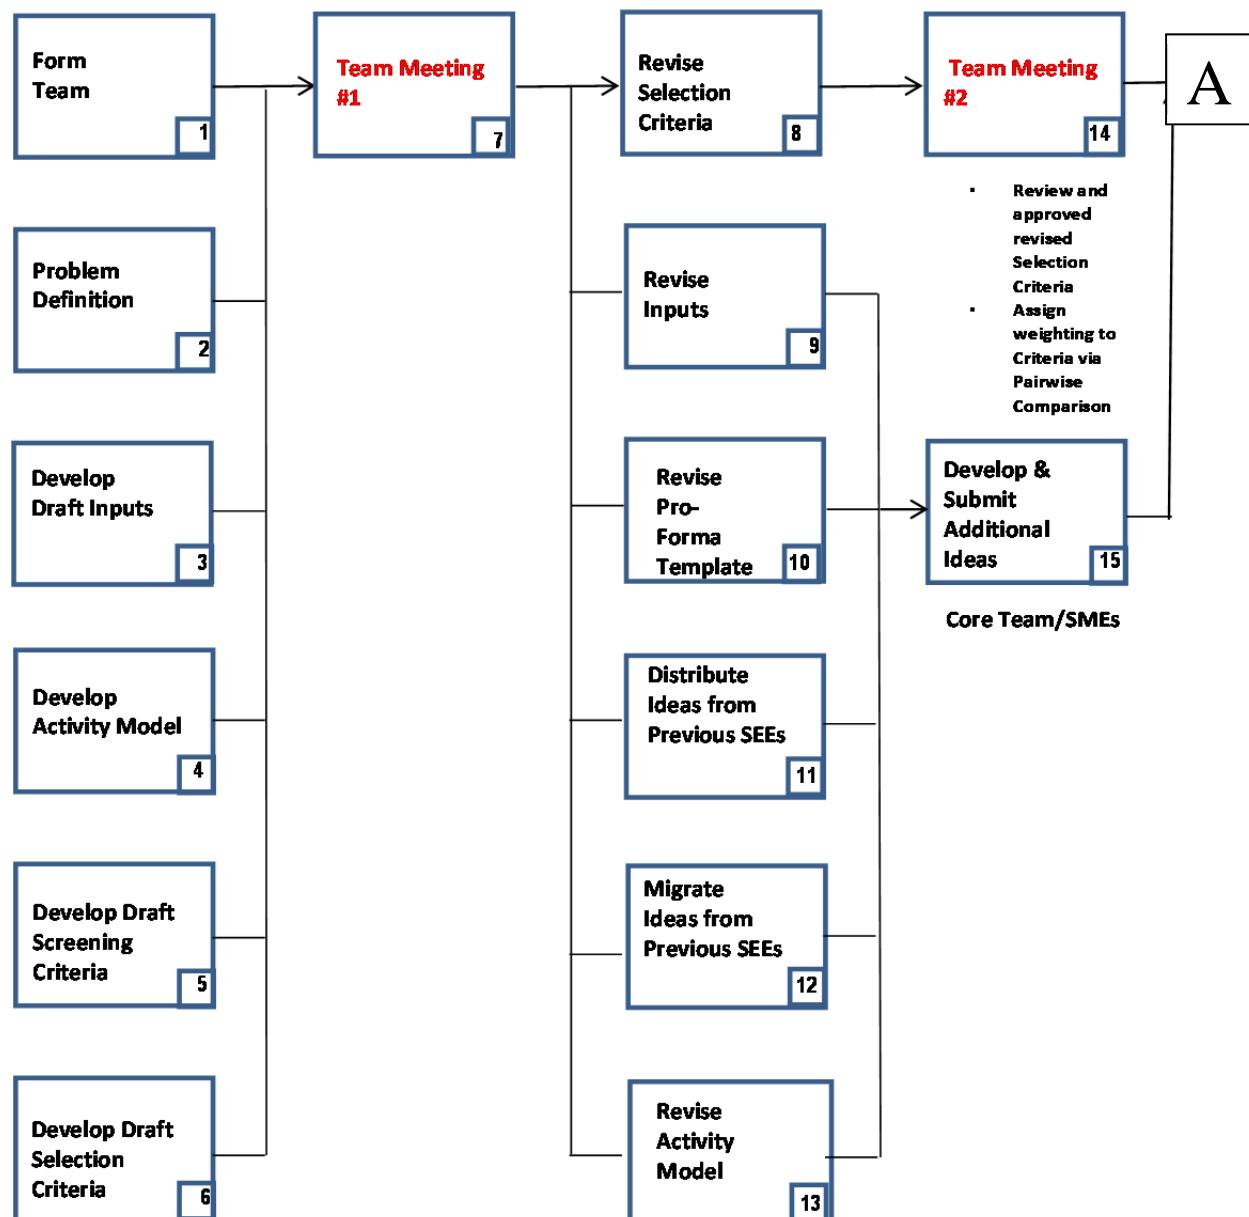 Form
Team
1
Team Meeting
#1
7
Revise
Selection
Criteria
8
Team Meeting
#2
14
A
▪ Review and
approved
revised
Selection
Criteria
▪ Assign
weighting to
Criteria via
Pairwise
Comparison
Problem
Definition
2
Revise
Inputs
9
Develop
Draft Inputs
3
Revise
Pro-
Forma
Template
10
Develop &
Submit
Additional
Ideas
15
Core Team/SMEs
Develop
Activity Model
4
Distribute
Ideas from
Previous SEEs
11
Develop Draft
Screening
Criteria
5
Migrate
Ideas from
Previous SEEs
12
Develop Draft
Selection
Criteria
6
Revise
Activity
Model
13